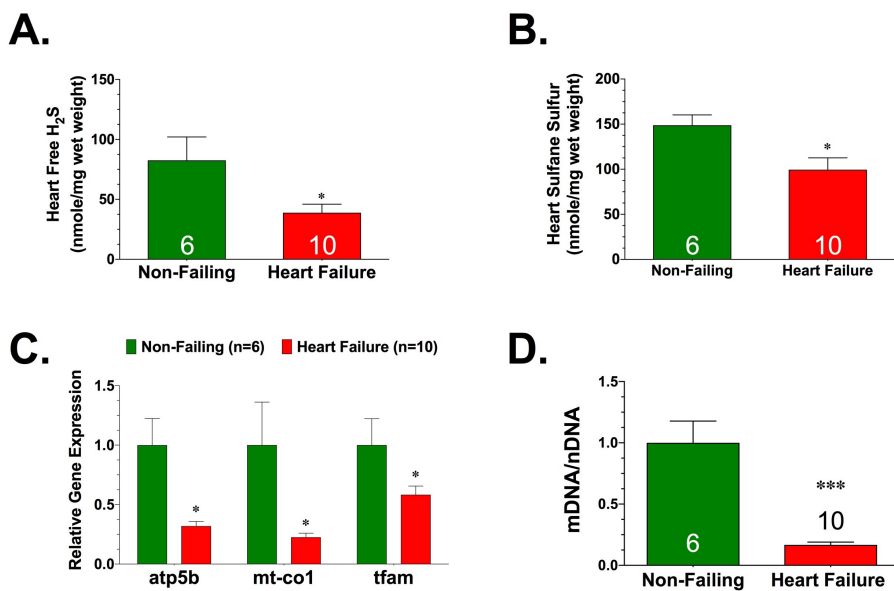 A.
Heart Free H₂S
(nmole/mg wet weight)
150
100
50
0
*
6
10
Non-Failing
Heart Failure
B.
Heart Sulfane Sulfur
(nmole/mg wet weight)
200
150
100
50
0
*
6
10
Non-Failing
Heart Failure
C.
Non-Failing (n=6)
Heart Failure (n=10)
Relative Gene Expression
1.5
1.0
0.5
0.0
*
*
*
atp5b
mt-co1
tfam
D.
mDNA/nDNA
1.5
1.0
0.5
0.0
***
6
10
Non-Failing
Heart Failure